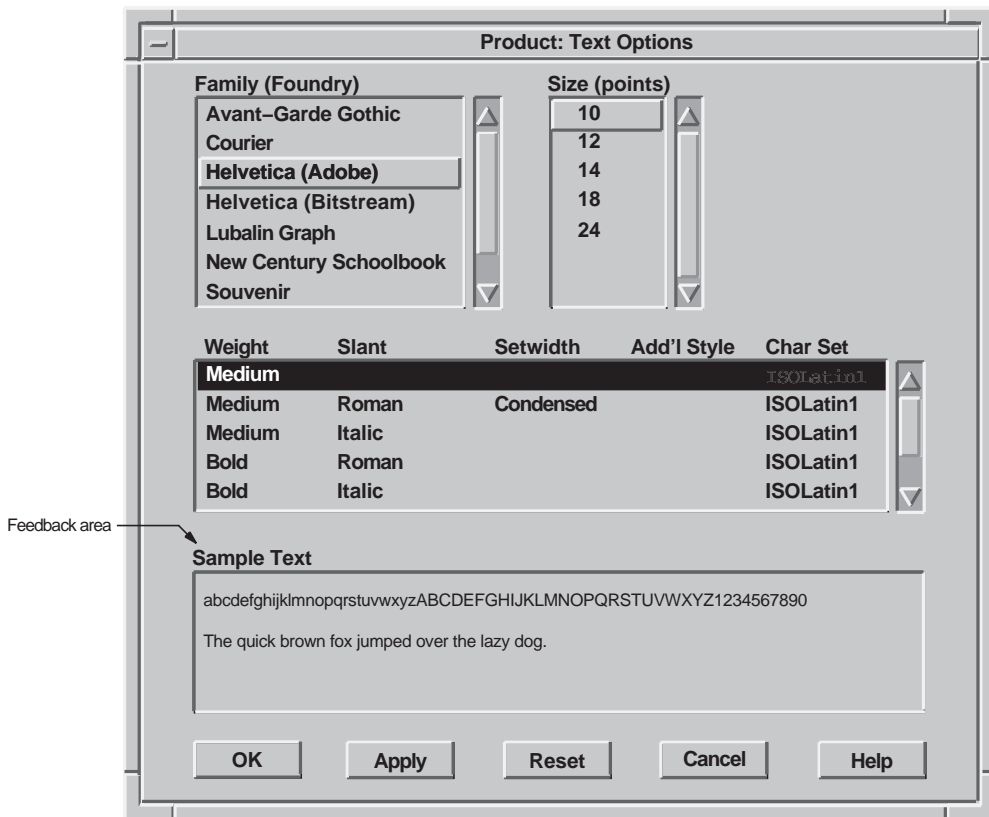 Product: Text Options
Family (Foundry)
Avant–Garde Gothic
Courier
Helvetica (Adobe)
Helvetica (Bitstream)
Lubalin Graph
New Century Schoolbook
Souvenir
Size (points)
10
12
14
18
24
Weight Slant Setwidth Add'l Style Char Set
Medium ISOLatin1
Medium Roman Condensed ISOLatin1
Medium Italic ISOLatin1
Bold Roman ISOLatin1
Bold Italic ISOLatin1
Feedback area
Sample Text
abcdefghijklmnopqrstuvwxyzABCDEFGHIJKLMNOPQRSTUVWXYZ1234567890
The quick brown fox jumped over the lazy dog.
OK Apply Reset Cancel Help